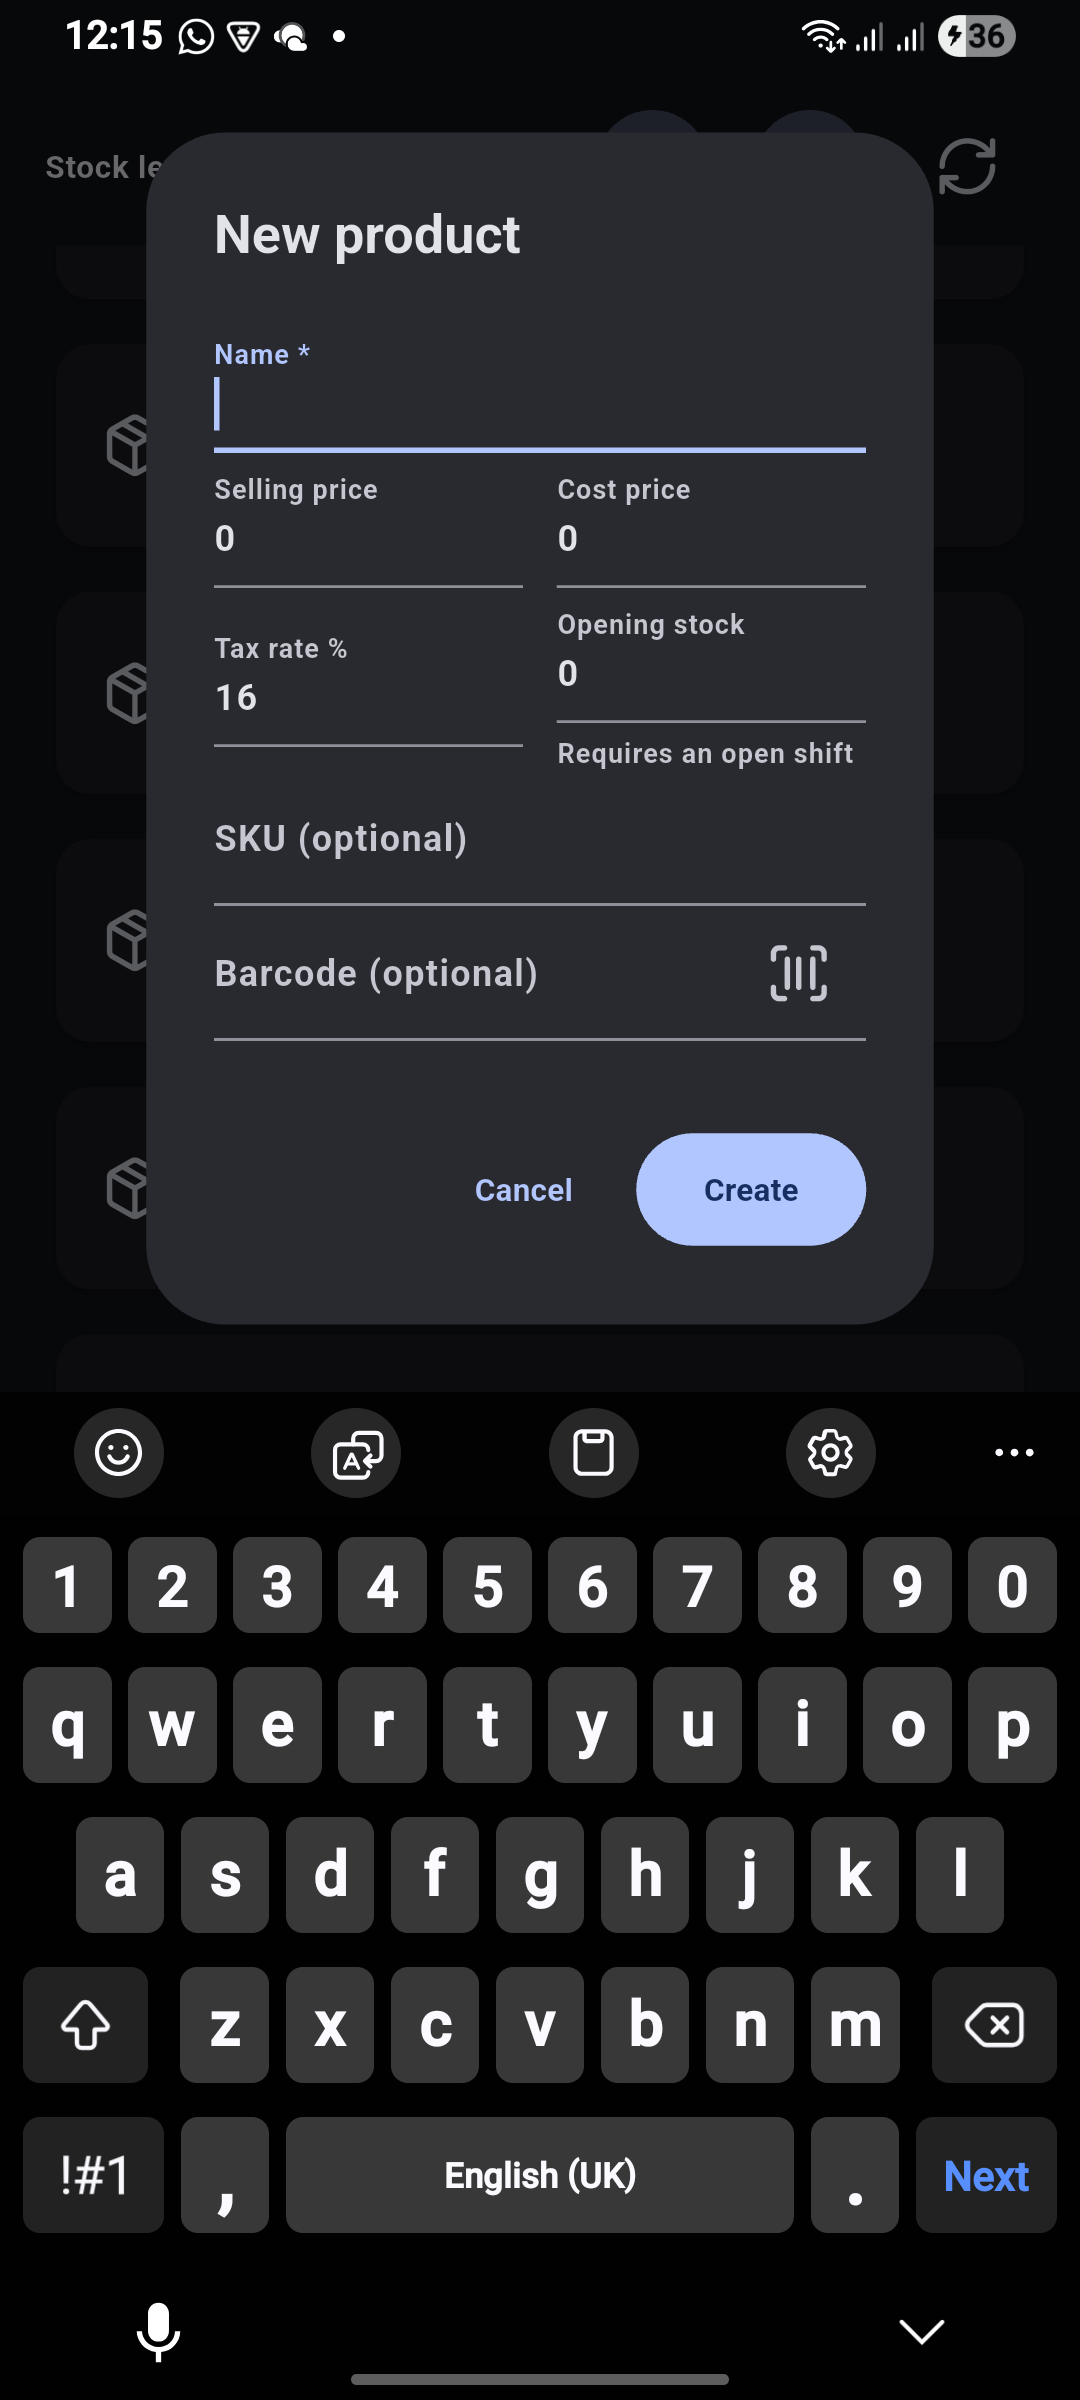 12:15
36
Stock le
New product
Name *
Selling price
Cost price
0
0
Tax rate %
Opening stock
16
0
Requires an open shift
SKU (optional)
Barcode (optional)
Cancel
Create
1 2 3 4 5 6 7 8 9 0
q w e r t y u i o p
a s d f g h j k l
z x c v b n m
!#1 , English (UK) . Next